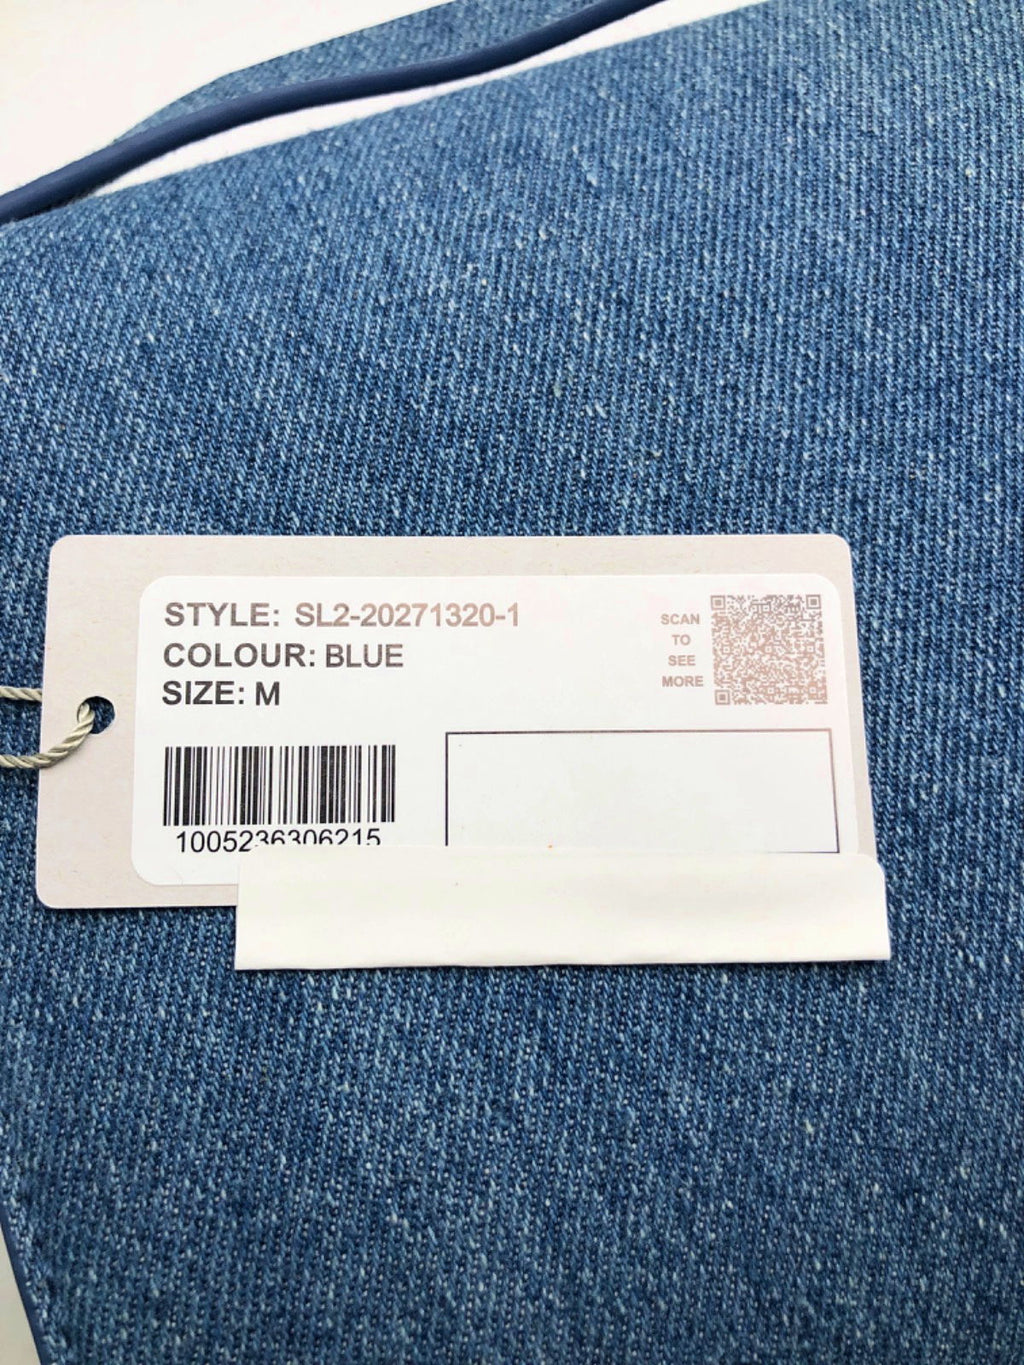 STYLE: SL2-20271320-1
COLOUR: BLUE
SIZE: M
SCAN
TO
SEE
MORE
1005236306215